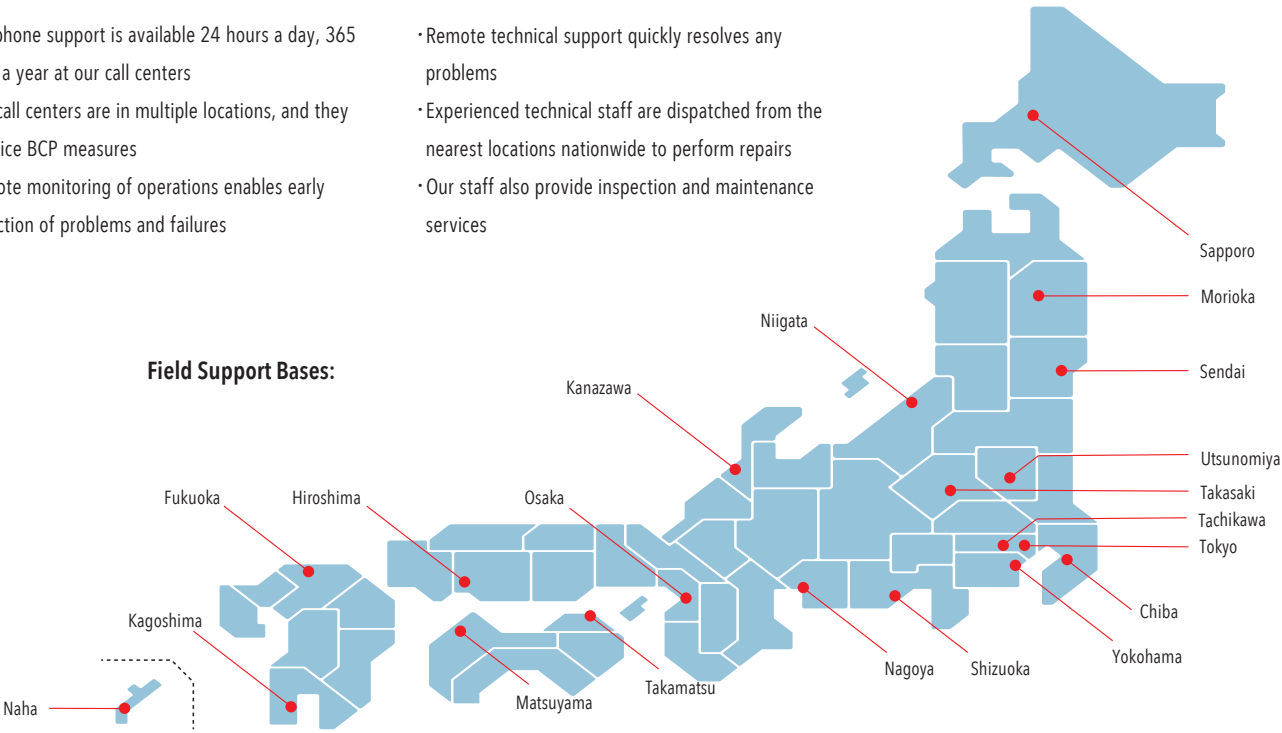 phone support is available 24 hours a day, 365
a year at our call centers
call centers are in multiple locations, and they
ice BCP measures
ote monitoring of operations enables early
ction of problems and failures
・Remote technical support quickly resolves any
problems
・Experienced technical staff are dispatched from the
nearest locations nationwide to perform repairs
・Our staff also provide inspection and maintenance
services
Field Support Bases:
Sapporo
Morioka
Niigata
Sendai
Kanazawa
Utsunomiya
Takasaki
Fukuoka
Hiroshima
Osaka
Tachikawa
Tokyo
Chiba
Kagoshima
Yokohama
Nagoya
Shizuoka
Takamatsu
Matsuyama
Naha